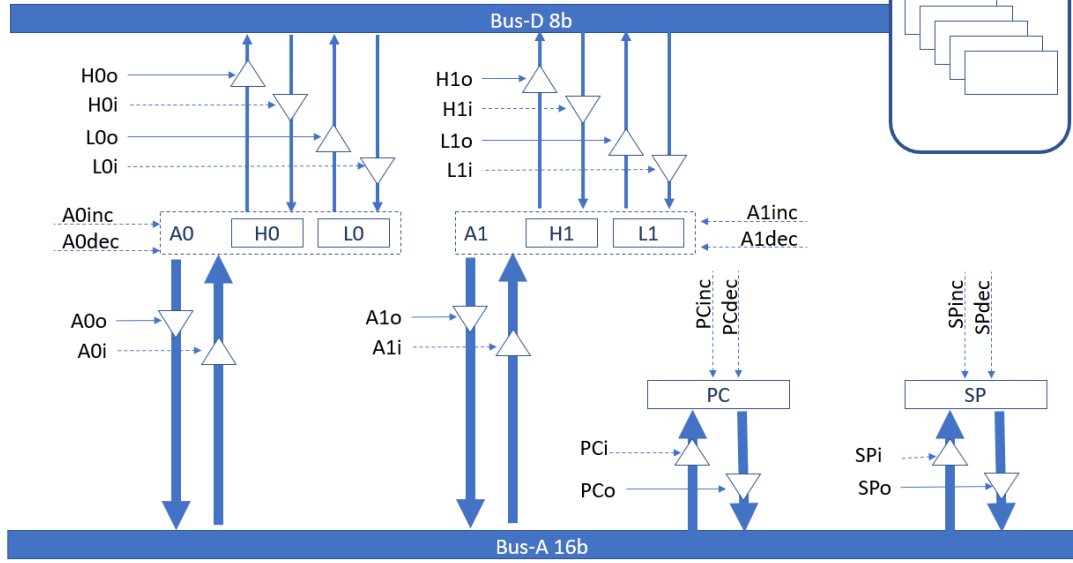 Bus-D 8b
H0o
H0i
L0o
L0i
H1o
H1i
L1o
L1i
A0inc
A0dec
A0
H0
L0
A1
H1
L1
A1inc
A1dec
A0o
A0i
A1o
A1i
PCinc
PCdec
SPinc
SPdec
PC
SP
PCi
PCo
SPi
SPo
Bus-A 16b